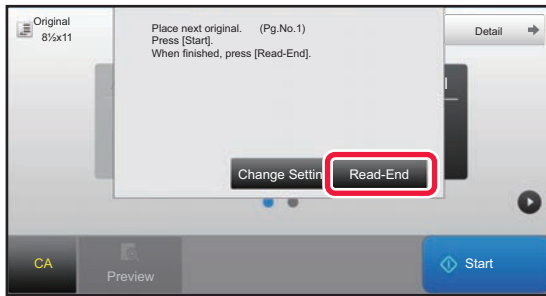 Original
8½x11
Place next original. (Pg.No.1)
Press [Start].
When finished, press [Read-End].
Detail
Change Settin
Read-End
CA
Preview
Start